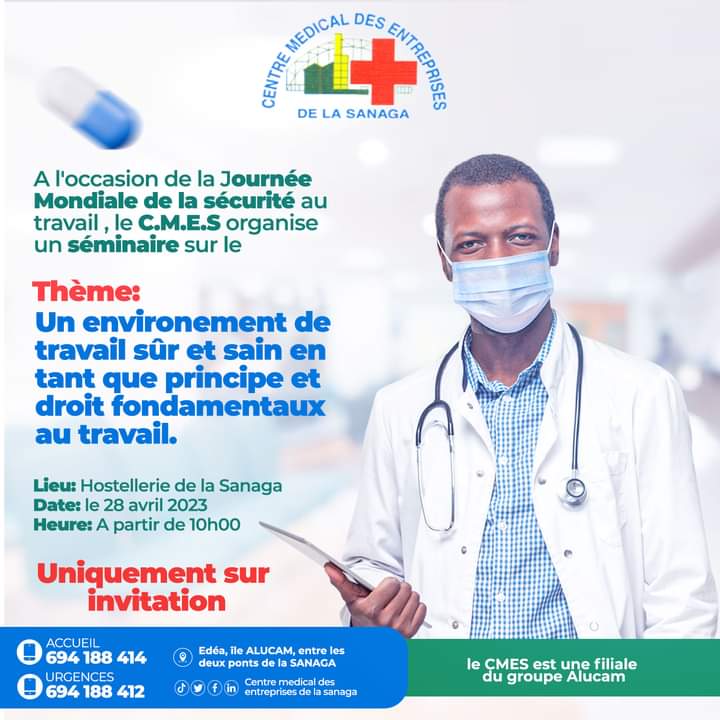 CENTRE MEDICAL DES ENTREPRISES
DE LA SANAGA
A l'occasion de la Journée
Mondiale de la sécurité au
travail , le C.M.E.S organise
un séminaire sur le
Thème:
Un environement de
travail sûr et sain en
tant que principe et
droit fondamentaux
au travail.
Lieu: Hostellerie de la Sanaga
Date: le 28 avril 2023
Heure: A partir de 10h00
Uniquement sur
invitation
ACCUEIL
694 188 414
URGENCES
694 188 412
Edéa, île ALUCAM, entre les
deux ponts de la SANAGA
Centre medical des
entreprises de la sanaga
le CMES est une filiale
du groupe Alucam